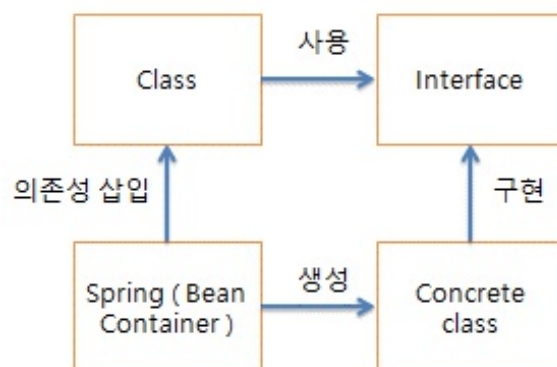 사용
Class
Interface
의존성 삽입
구현
생성
Spring ( Bean
Container )
Concrete
class